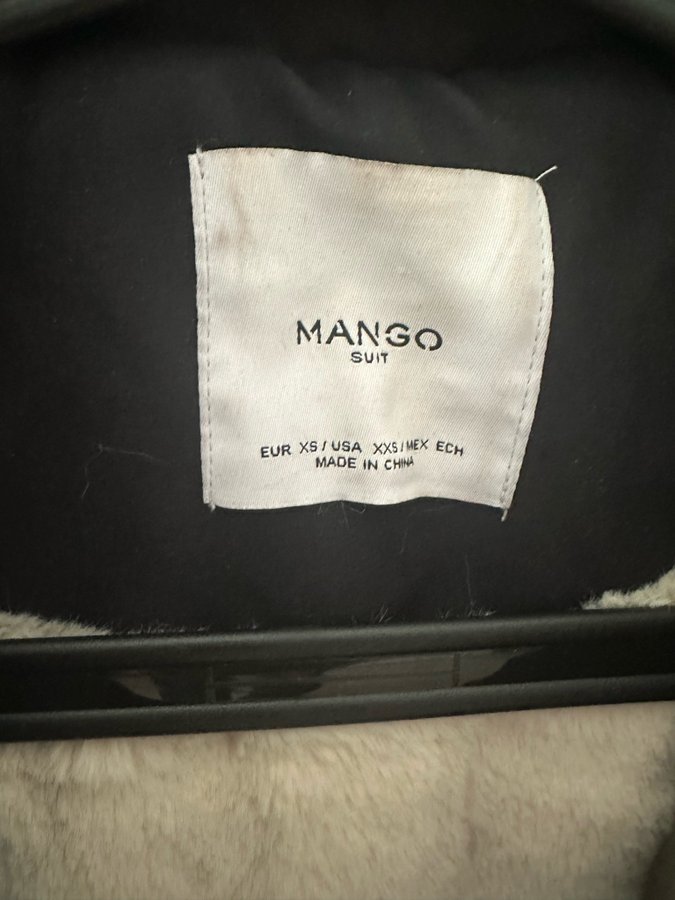 MANGO
SUIT
EUR XS / USA XXS / MEX ECH
MADE IN CHINA